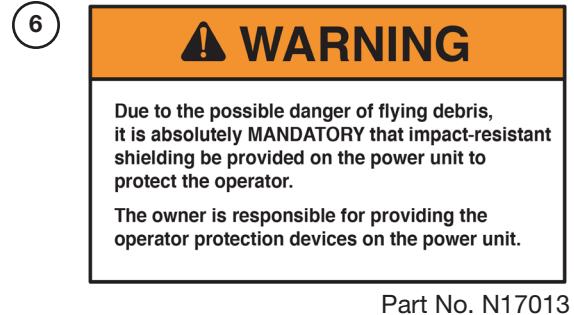 6
WARNING
Due to the possible danger of flying debris,
it is absolutely MANDATORY that impact-resistant
shielding be provided on the power unit to
protect the operator.
The owner is responsible for providing the
operator protection devices on the power unit.
Part No. N17013